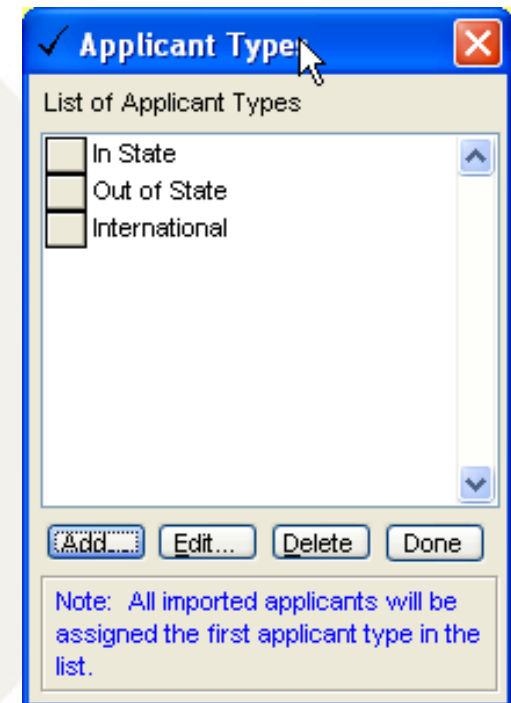 Applicant Types
List of Applicant Types
In State
Out of State
International
Add... Edit... Delete Done
Note: All imported applicants will be
assigned the first applicant type in the
list.